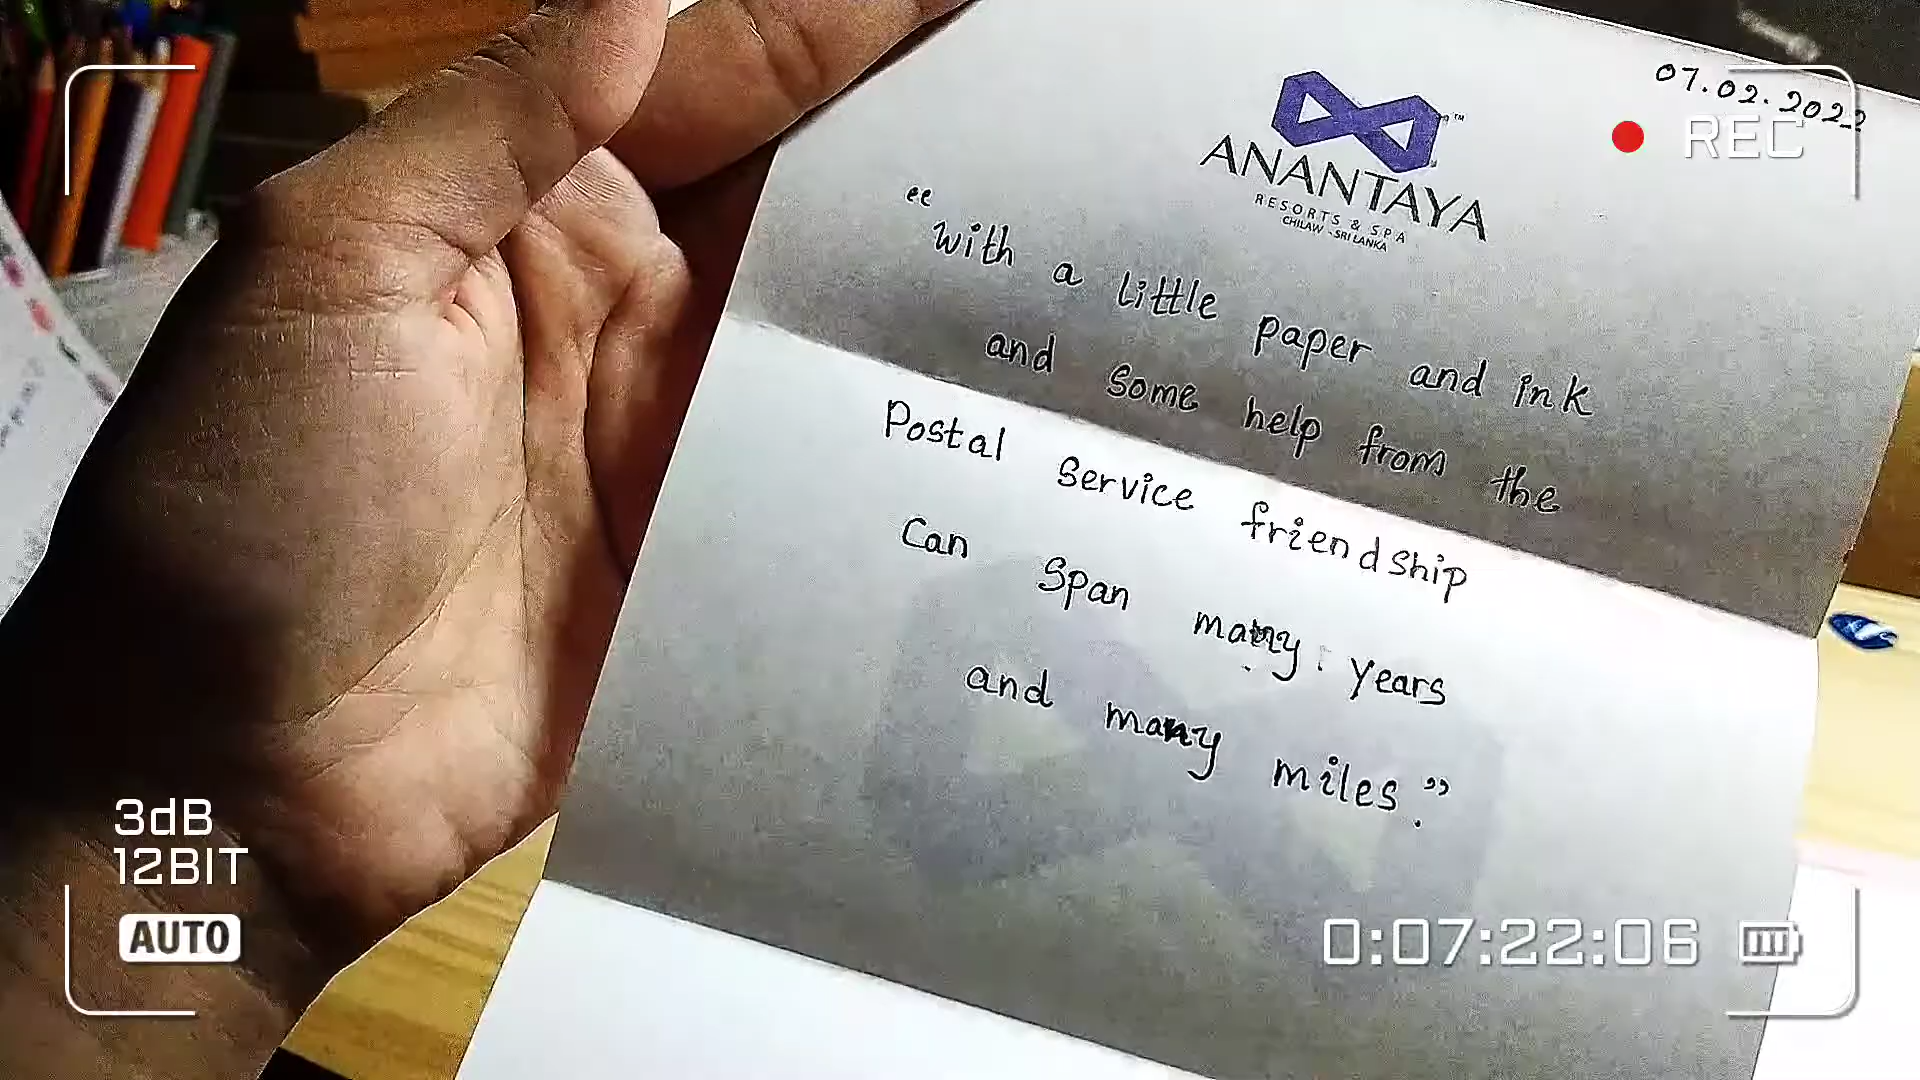 07.02.2022
REC
ANANTAYA
RESORTS & SPA
CHILAW - SRI LANKA
"with a little paper and ink
and some help from the
Postal service friendship
Can span many years
and many miles."
3dB
12BIT
AUTO
0:07:22:06